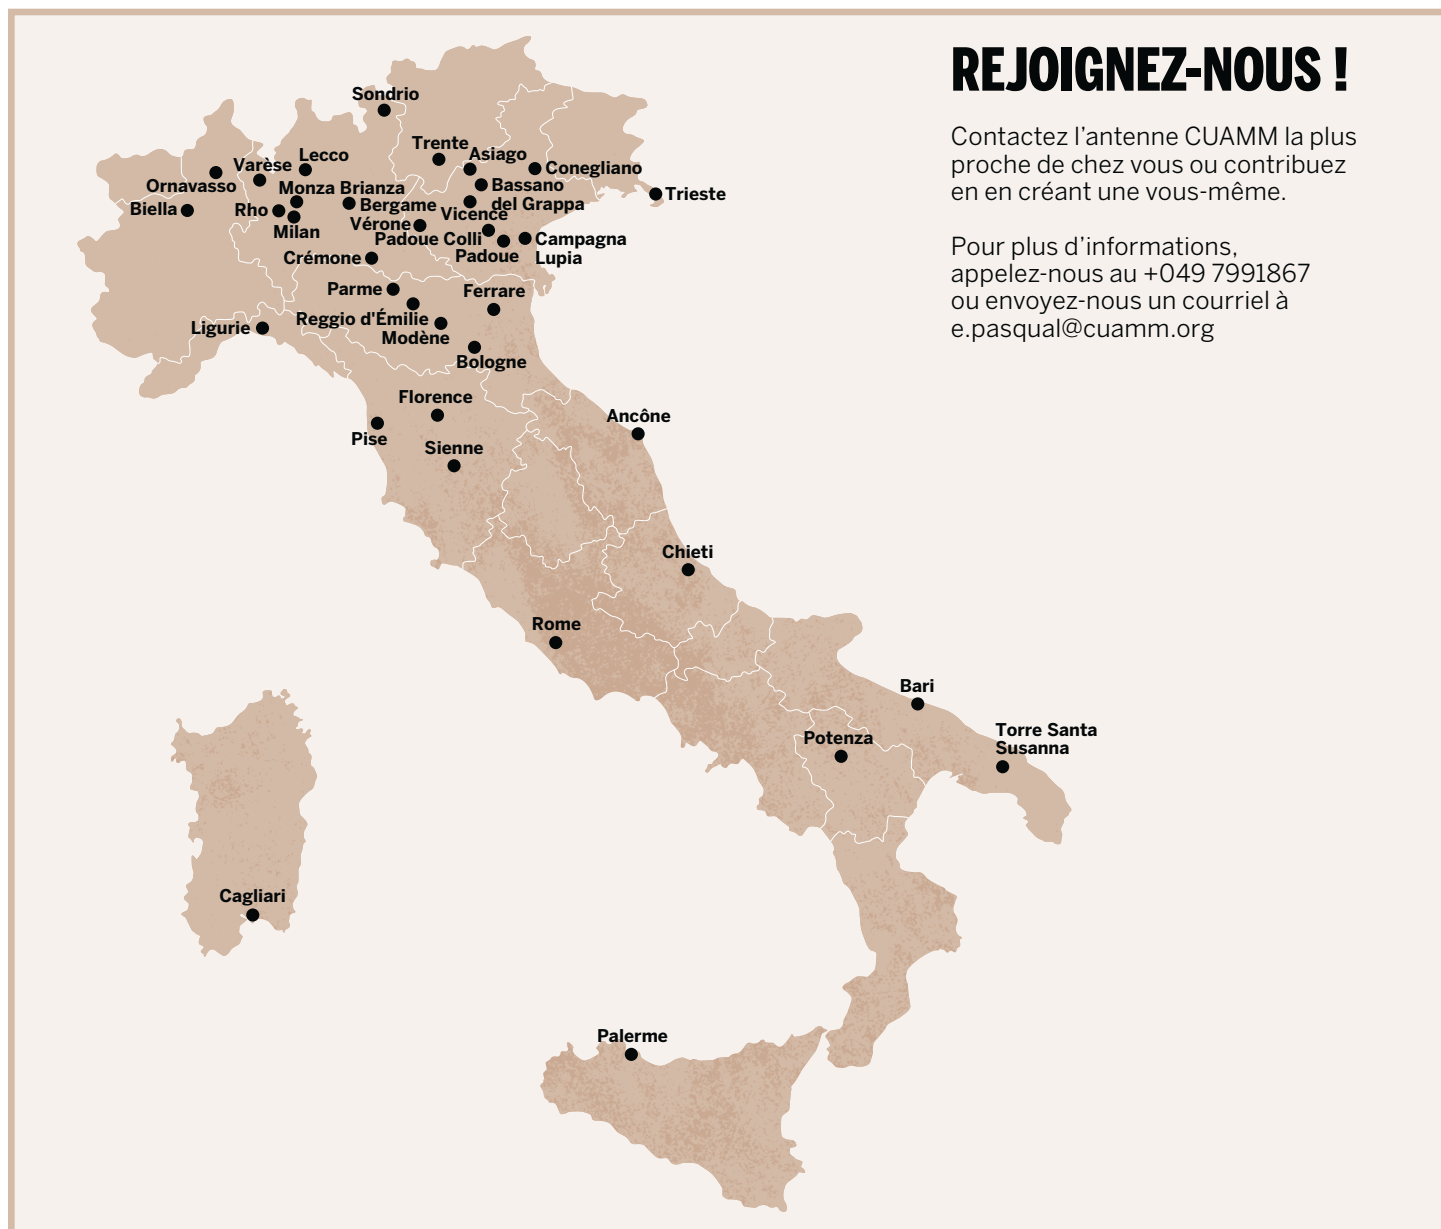 REJOIGNEZ-NOUS !
Contactez l’antenne CUAMM la plus
proche de chez vous ou contribuez
en en créant une vous-même.
Pour plus d’informations,
appelez-nous au +049 7991867
ou envoyez-nous un courriel à
e.pasqual@cuamm.org
Sondrio
Trente
Asiago
Lecco
Varèse
Conegliano
Ornavasso
Monza Brianza
Bassano
del Grappa
Trieste
Biella
Rho
Bergame
Milan
Vicence
Vérone
Padoue Colli
Campagna
Lupia
Padoue
Crémone
Parme
Ferrare
Reggio d'Émilie
Ligurie
Modène
Bologne
Florence
Ancône
Pise
Sienne
Chieti
Rome
Bari
Torre Santa
Susanna
Potenza
Cagliari
Palerme